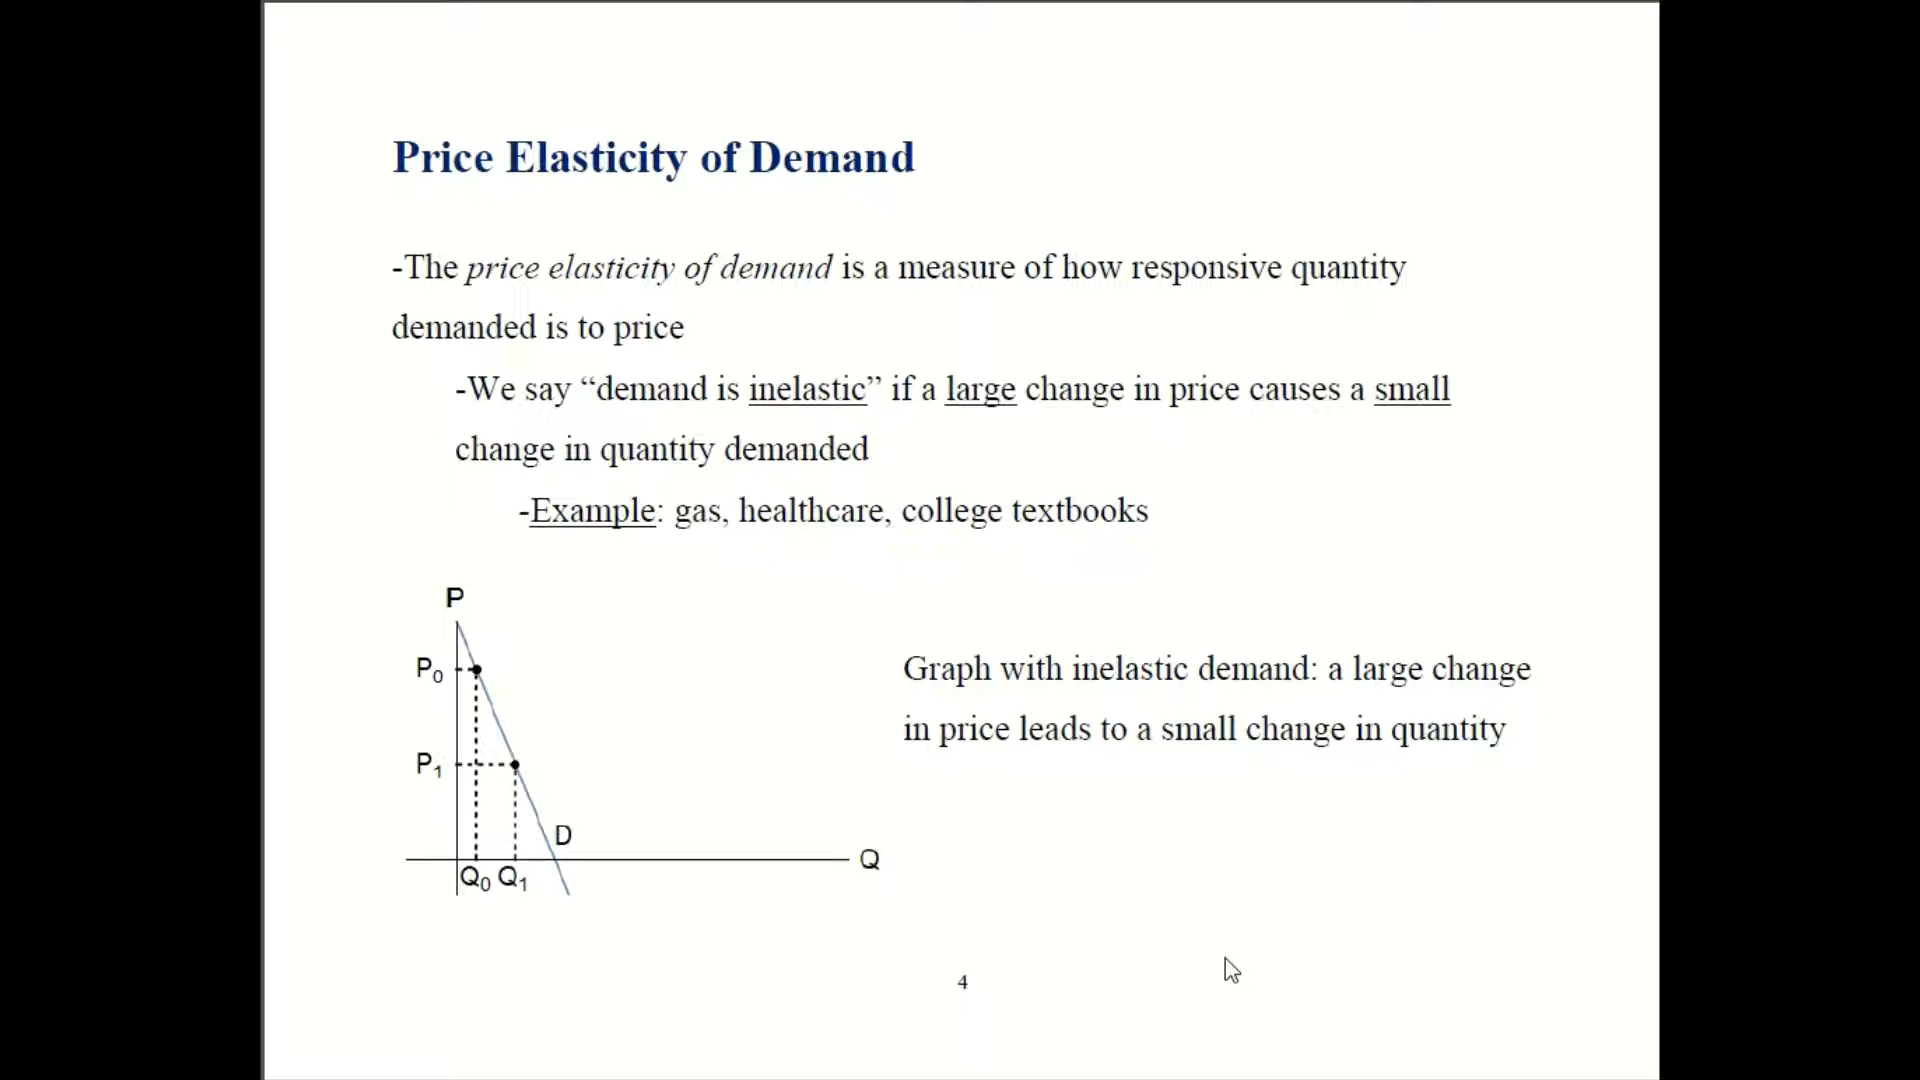 Price Elasticity of Demand
-The price elasticity of demand is a measure of how responsive quantity
demanded is to price
-We say “demand is inelastic” if a large change in price causes a small
change in quantity demanded
-Example: gas, healthcare, college textbooks
P
P₀
Graph with inelastic demand: a large change
in price leads to a small change in quantity
P₁
D
Q
Q₀ Q₁
4